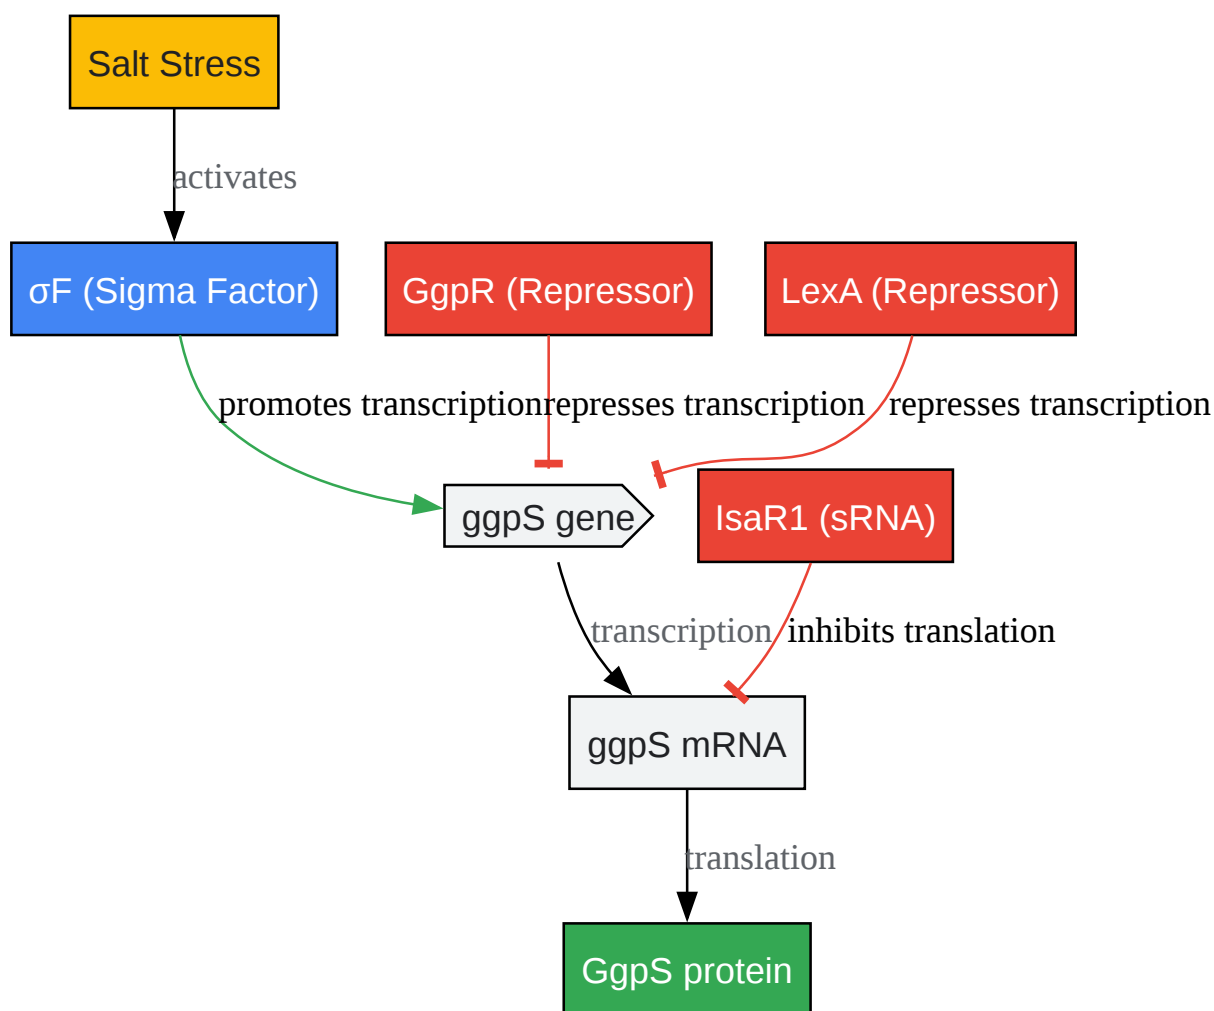 Salt Stress
activates
σF (Sigma Factor)
GgpR (Repressor)
LexA (Repressor)
promotes transcription
represses transcription
represses transcription
ggpS gene
IsaR1 (sRNA)
transcription
inhibits translation
ggpS mRNA
translation
GgpS protein